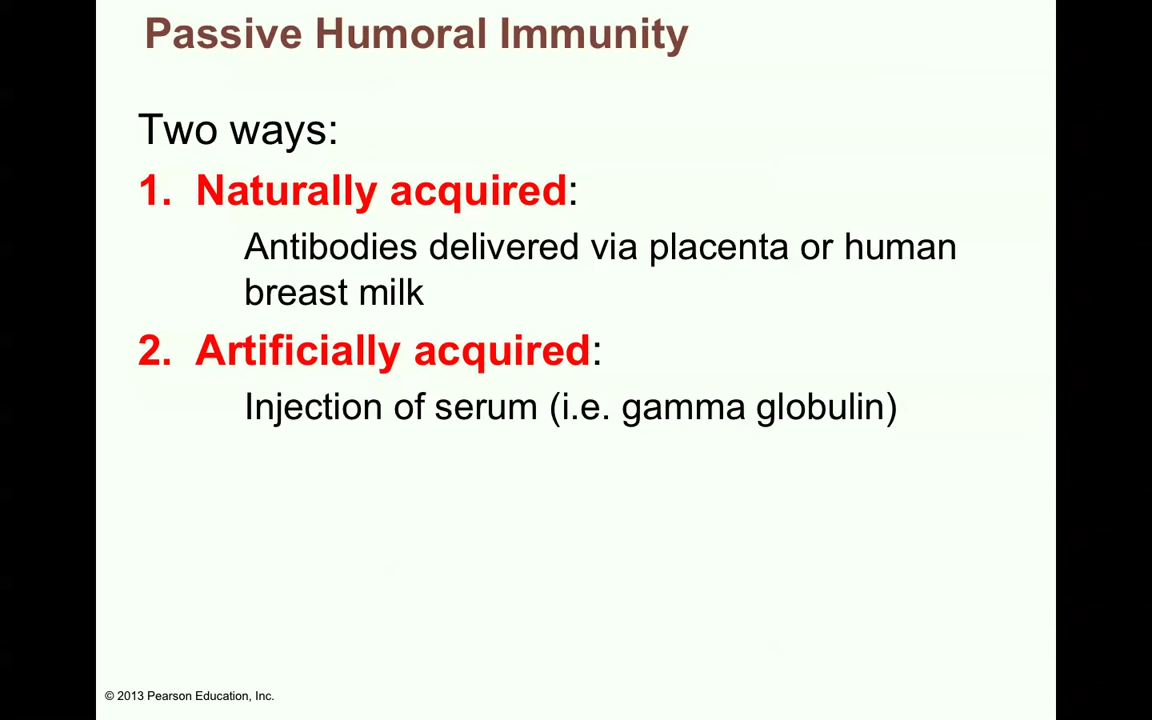 Passive Humoral Immunity
Two ways:
1. Naturally acquired:
Antibodies delivered via placenta or human
breast milk
2. Artificially acquired:
Injection of serum (i.e. gamma globulin)
© 2013 Pearson Education, Inc.